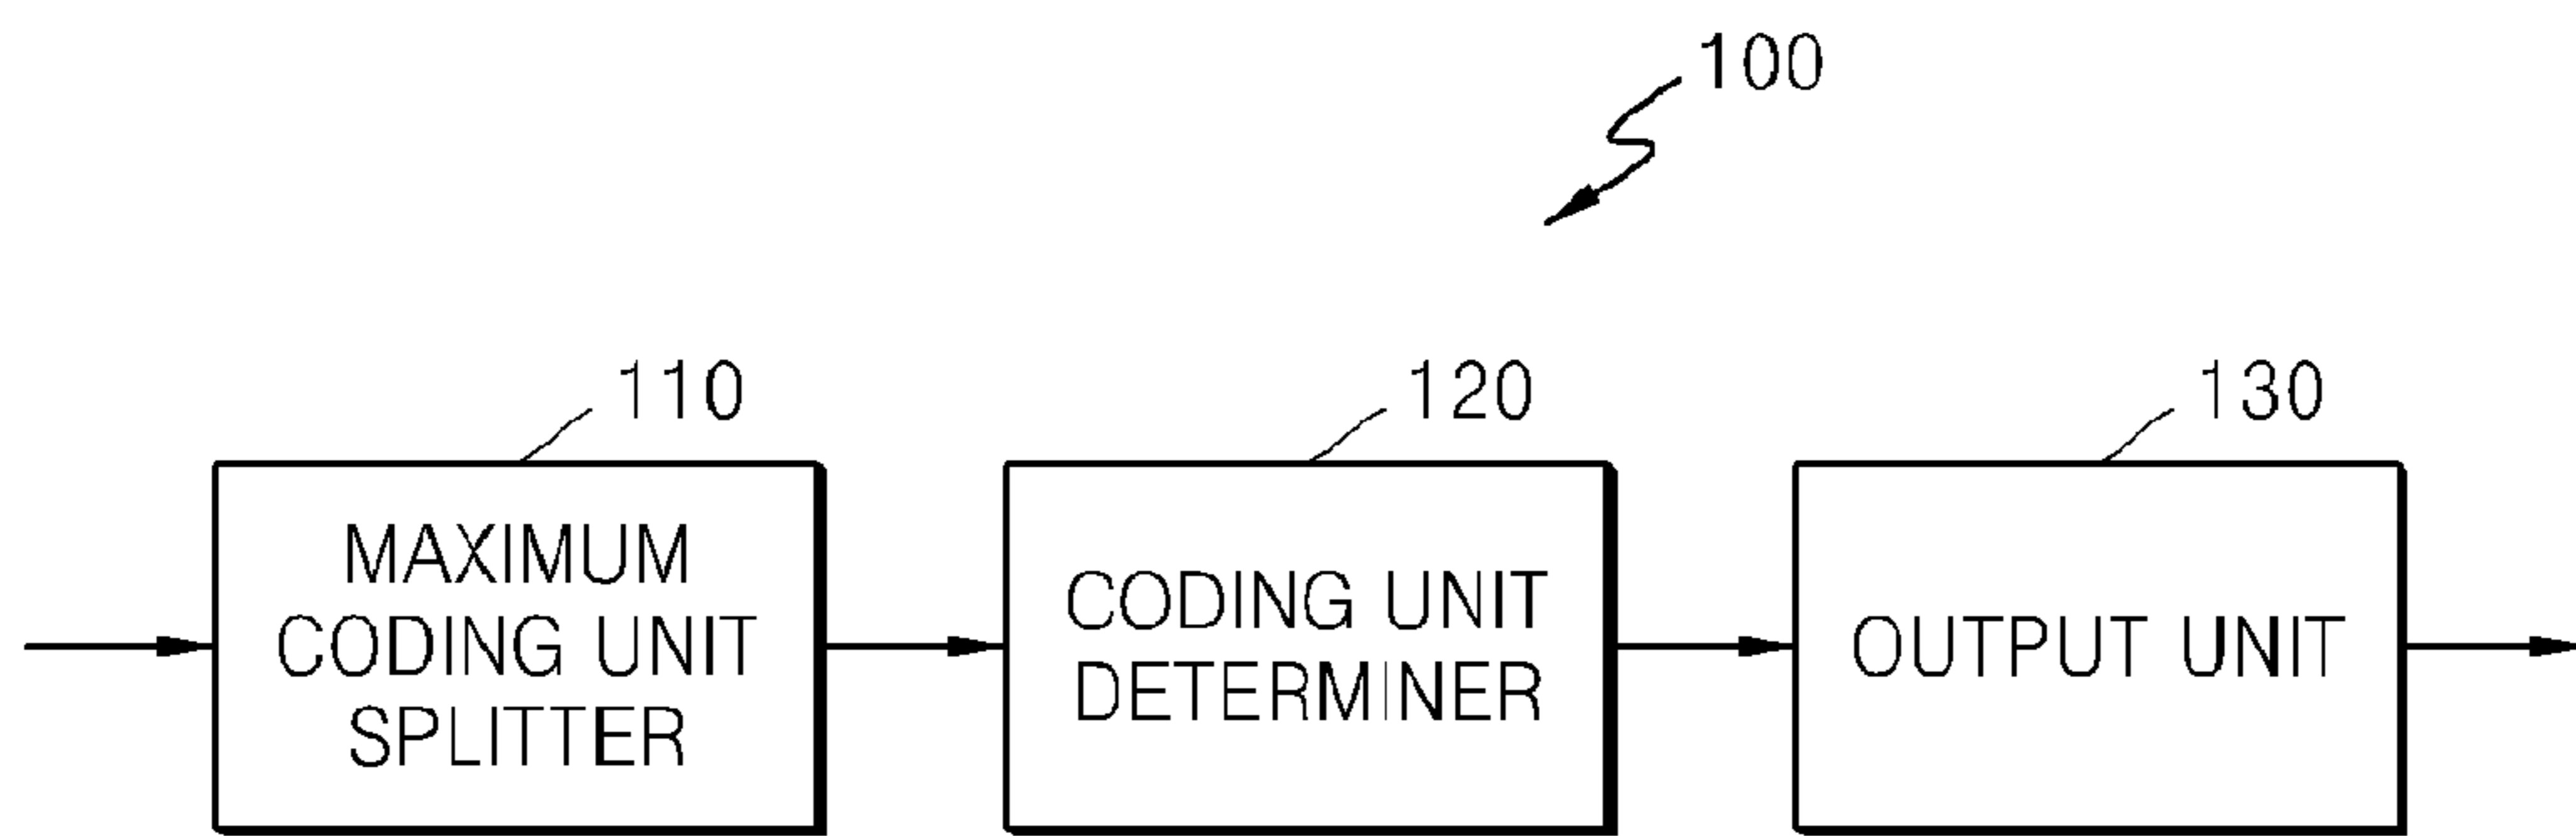 100
110
120
130
MAXIMUM
CODING UNIT
SPLITTER
CODING UNIT
DETERMINER
OUTPUT UNIT